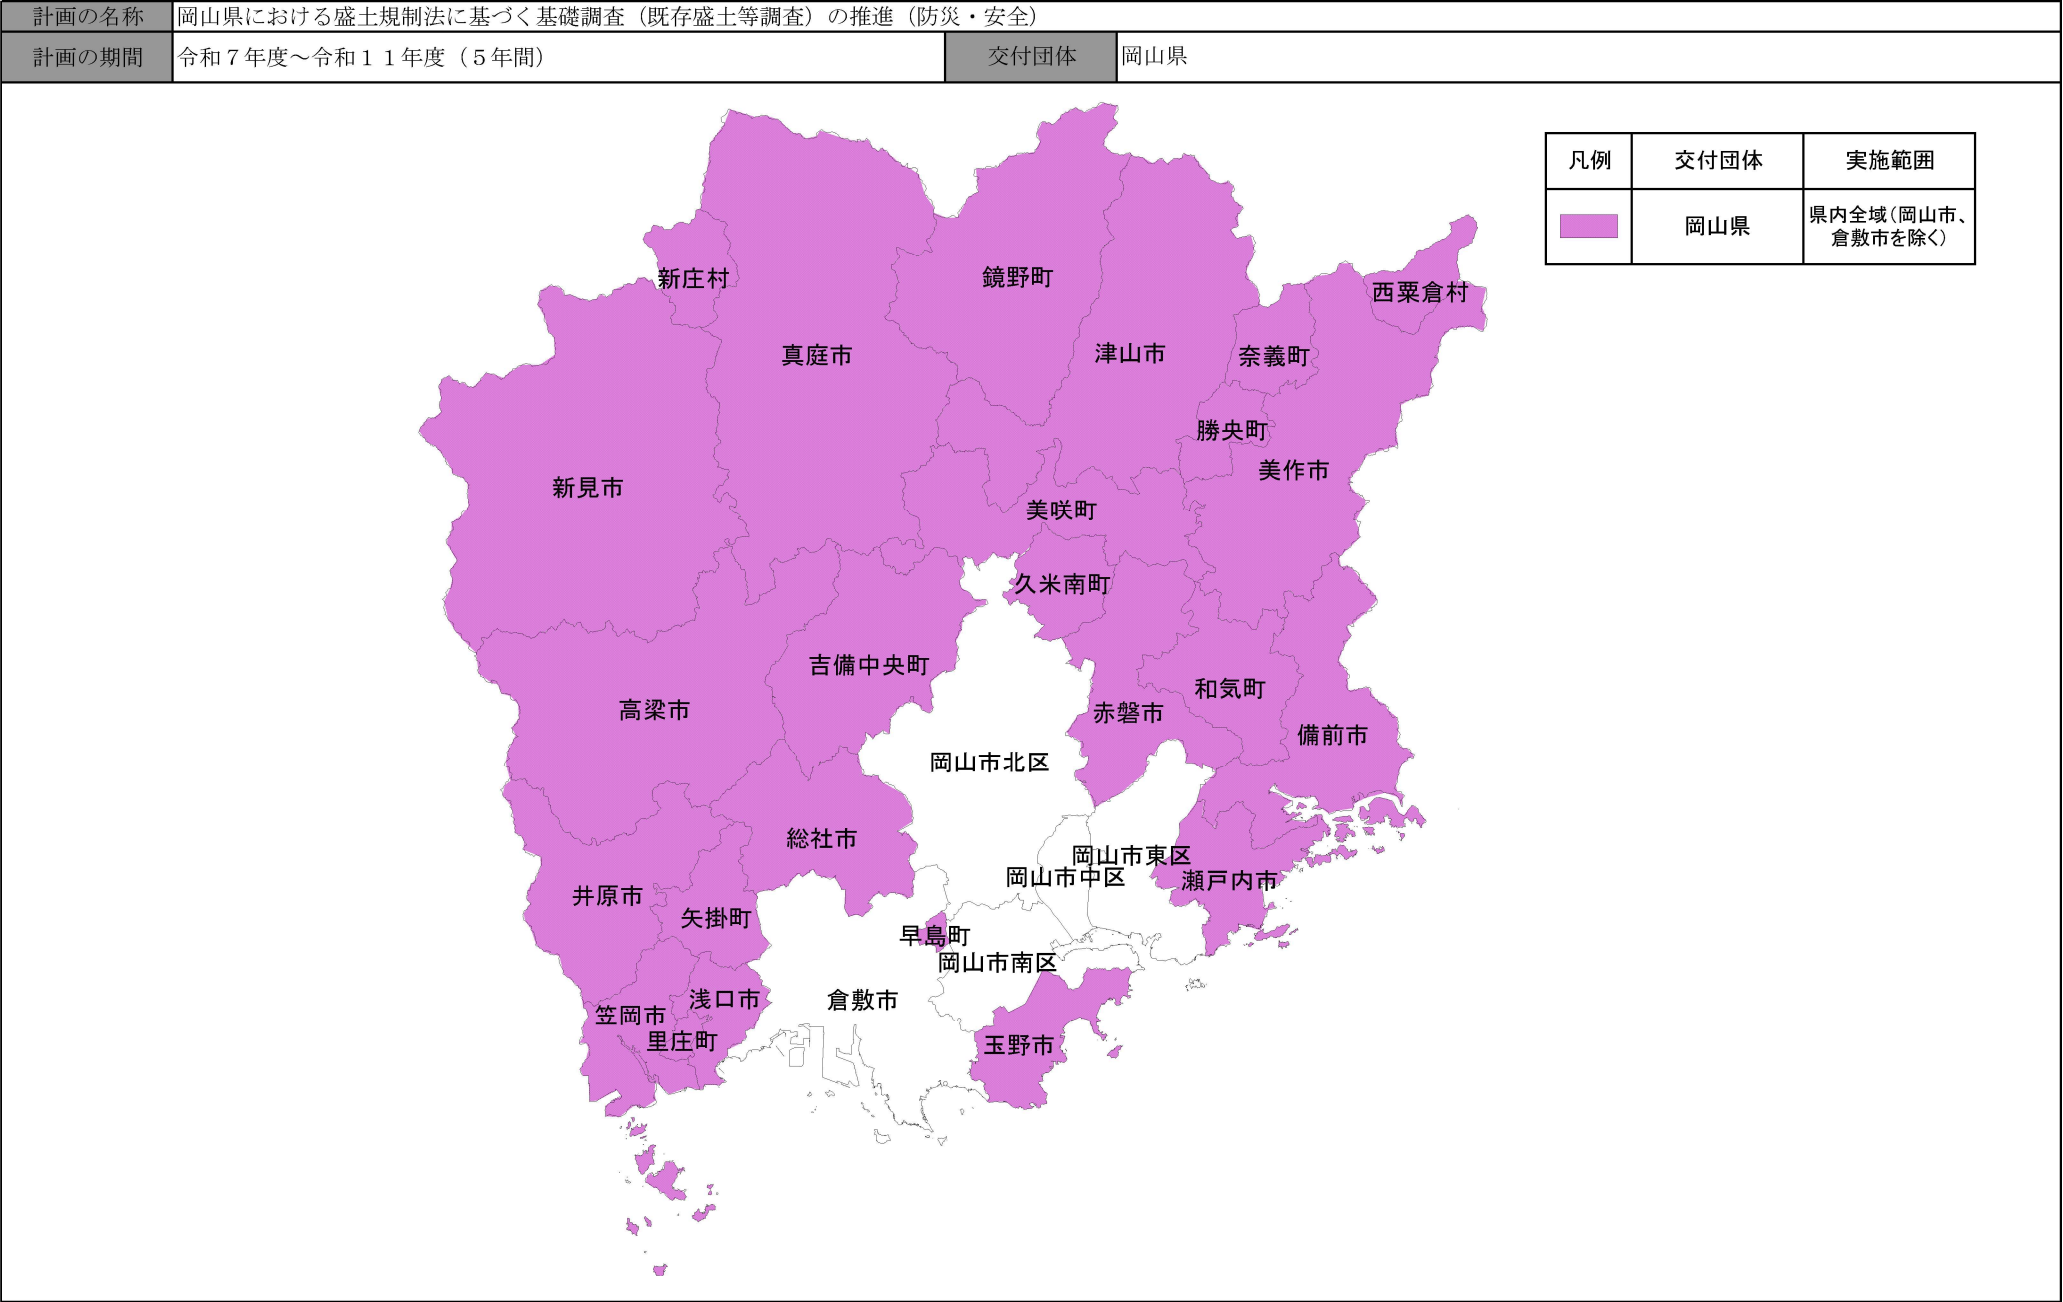 計画の名称
岡山県における盛土規制法に基づく基礎調査（既存盛土等調査）の推進（防災・安全）
計画の期間
令和７年度～令和１１年度（５年間）
交付団体
岡山県
凡例
交付団体
実施範囲
岡山県
県内全域（岡山市、
倉敷市を除く）
新庄村
鏡野町
西粟倉村
真庭市
津山市
奈義町
勝央町
美作市
新見市
美咲町
久米南町
吉備中央町
和気町
高梁市
赤磐市
備前市
岡山市北区
総社市
岡山市東区
岡山市中区
瀬戸内市
井原市
矢掛町
早島町
岡山市南区
浅口市
倉敷市
笠岡市
里庄町
玉野市